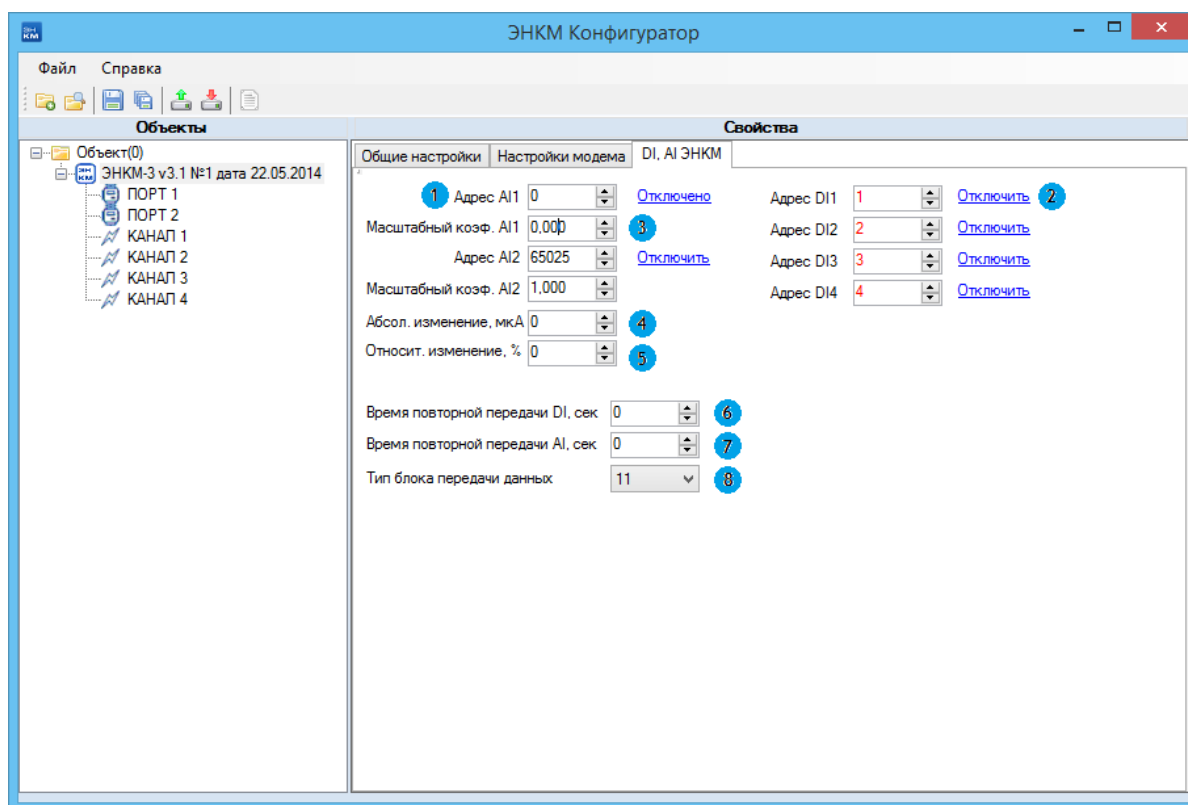 ЭН
КМ
ЭНКМ Конфигуратор
Файл Справка
Объекты
Свойства
Объект(0)
ЭНКМ-3 v3.1 №1 дата 22.05.2014
ПОРТ 1
ПОРТ 2
КАНАЛ 1
КАНАЛ 2
КАНАЛ 3
КАНАЛ 4
Общие настройки Настройки модема DI, AI ЭНКМ
1 Адрес AI1 0 Отключено Адрес DI1 1 Отключить 2
Масштабный коэф. AI1 0,000 3 Адрес DI2 2 Отключить
Адрес AI2 65025 Отключить Адрес DI3 3 Отключить
Масштабный коэф. AI2 1,000 Адрес DI4 4 Отключить
Абсол. изменение, мкА 0 4
Относит. изменение, % 0 5
Время повторной передачи DI, сек 0 6
Время повторной передачи AI, сек 0 7
Тип блока передачи данных 11 8